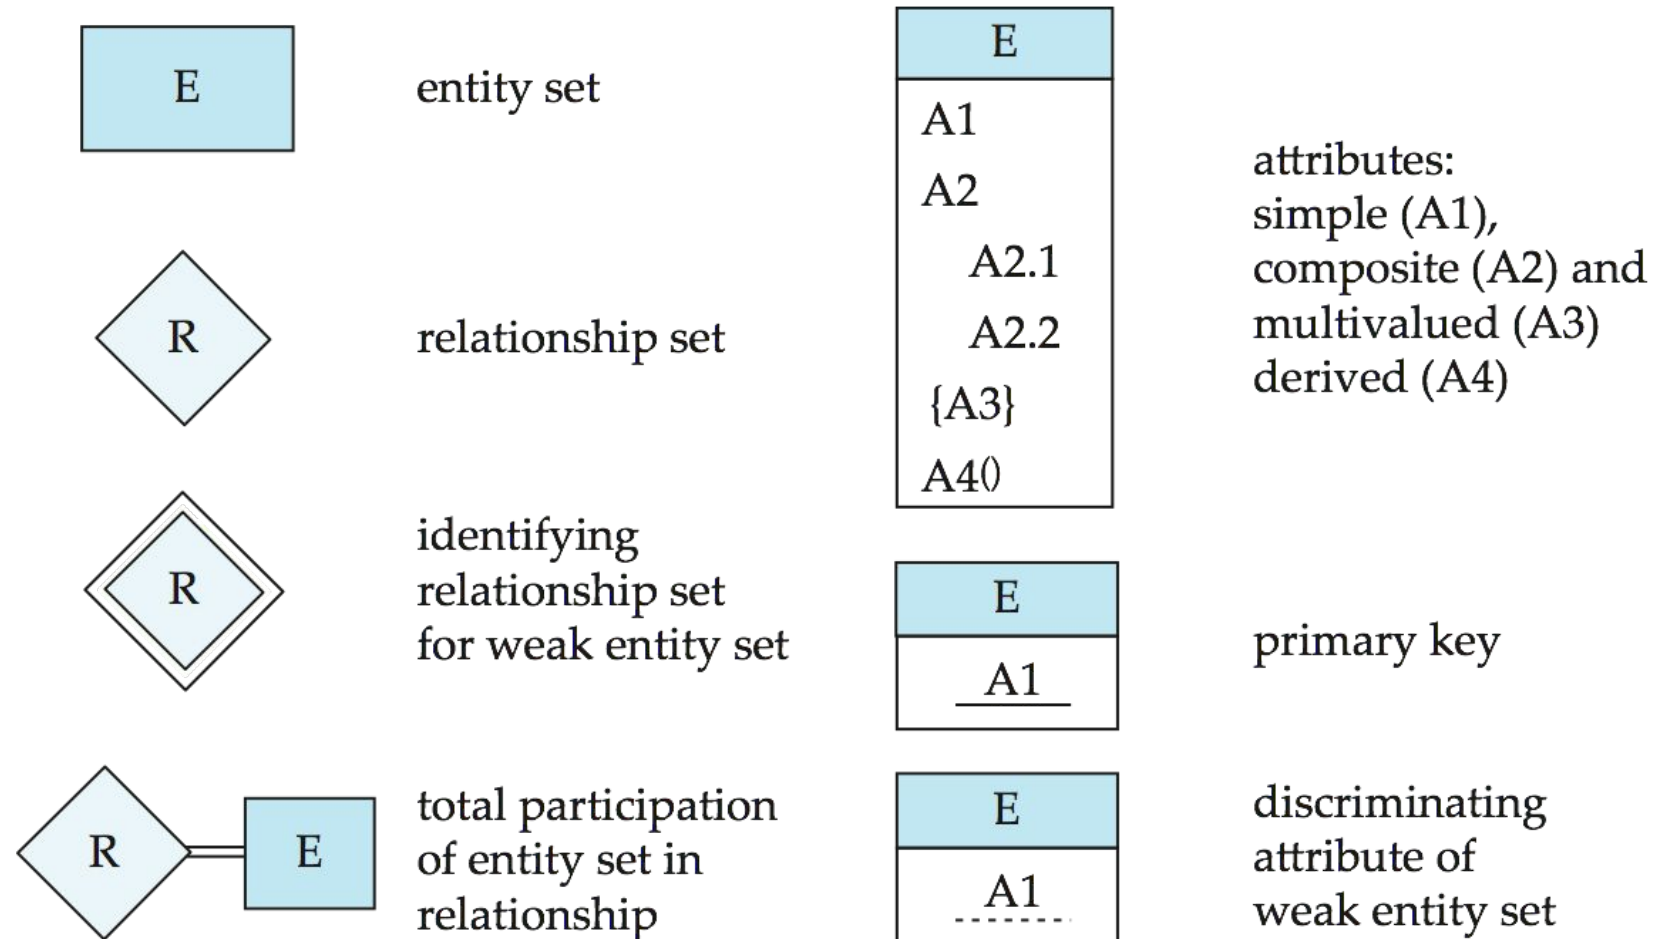 E
entity set
R
relationship set
R
identifying
relationship set
for weak entity set
R
E
total participation
of entity set in
relationship
E
A1
A2
A2.1
A2.2
{A3}
A4()
attributes:
simple (A1),
composite (A2) and
multivalued (A3)
derived (A4)
E
A1
primary key
E
A1
discriminating
attribute of
weak entity set